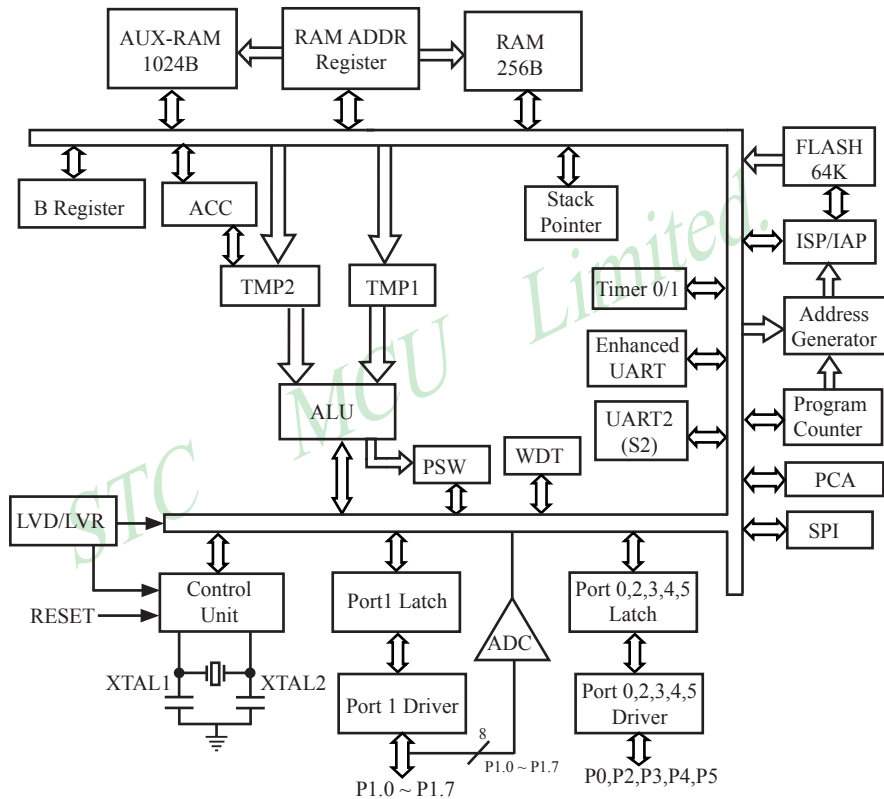 AUX-RAM
1024B
RAM ADDR
Register
RAM
256B
FLASH
64K
B Register
ACC
Stack
Pointer
ISP/IAP
TMP2
TMP1
Timer 0/1
Address
Generator
Enhanced
UART
ALU
UART2
(S2)
Program
Counter
PSW
WDT
PCA
LVD/LVR
SPI
Control
Unit
Port1 Latch
Port 0,2,3,4,5
Latch
RESET
ADC
XTAL1
XTAL2
Port 1 Driver
Port 0,2,3,4,5
Driver
8
P1.0 ~ P1.7
P1.0 ~ P1.7
P0,P2,P3,P4,P5
STC MCU Limited.